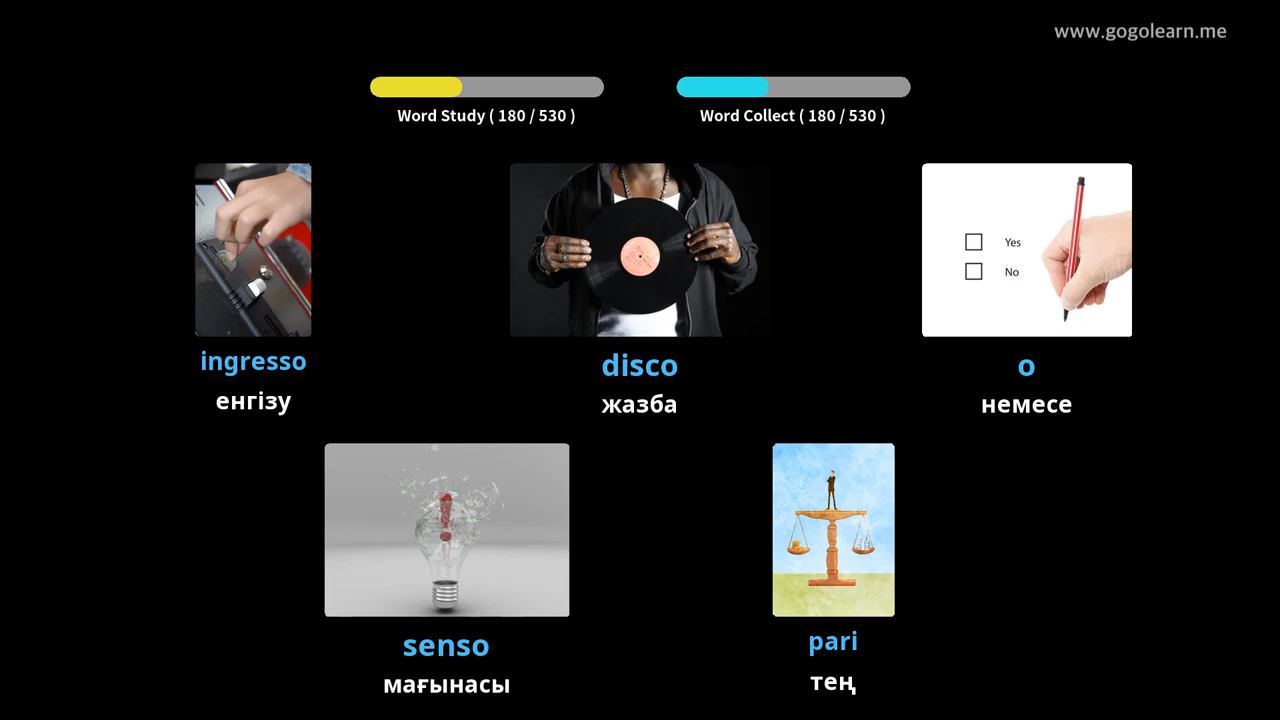 www.gogolearn.me
Word Study ( 180 / 530 )
Word Collect ( 180 / 530 )
Yes
No
ingresso
disco
o
енгізу
жазба
немесе
senso
pari
мағынасы
тең